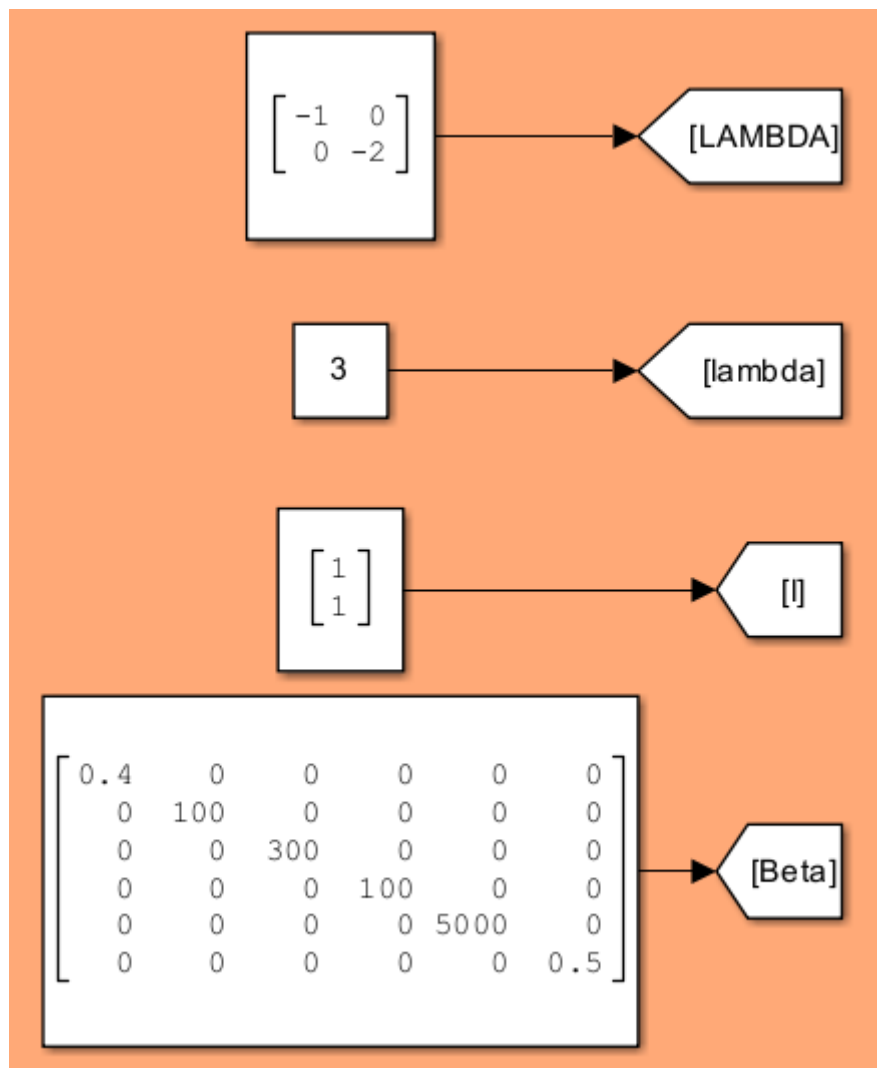 -1 0
0 -2
[LAMBDA]
3
[lambda]
1
1
[I]
0.4 0 0 0 0 0
0 100 0 0 0 0
0 0 300 0 0 0
0 0 0 100 0 0
0 0 0 0 5000 0
0 0 0 0 0 0.5
[Beta]